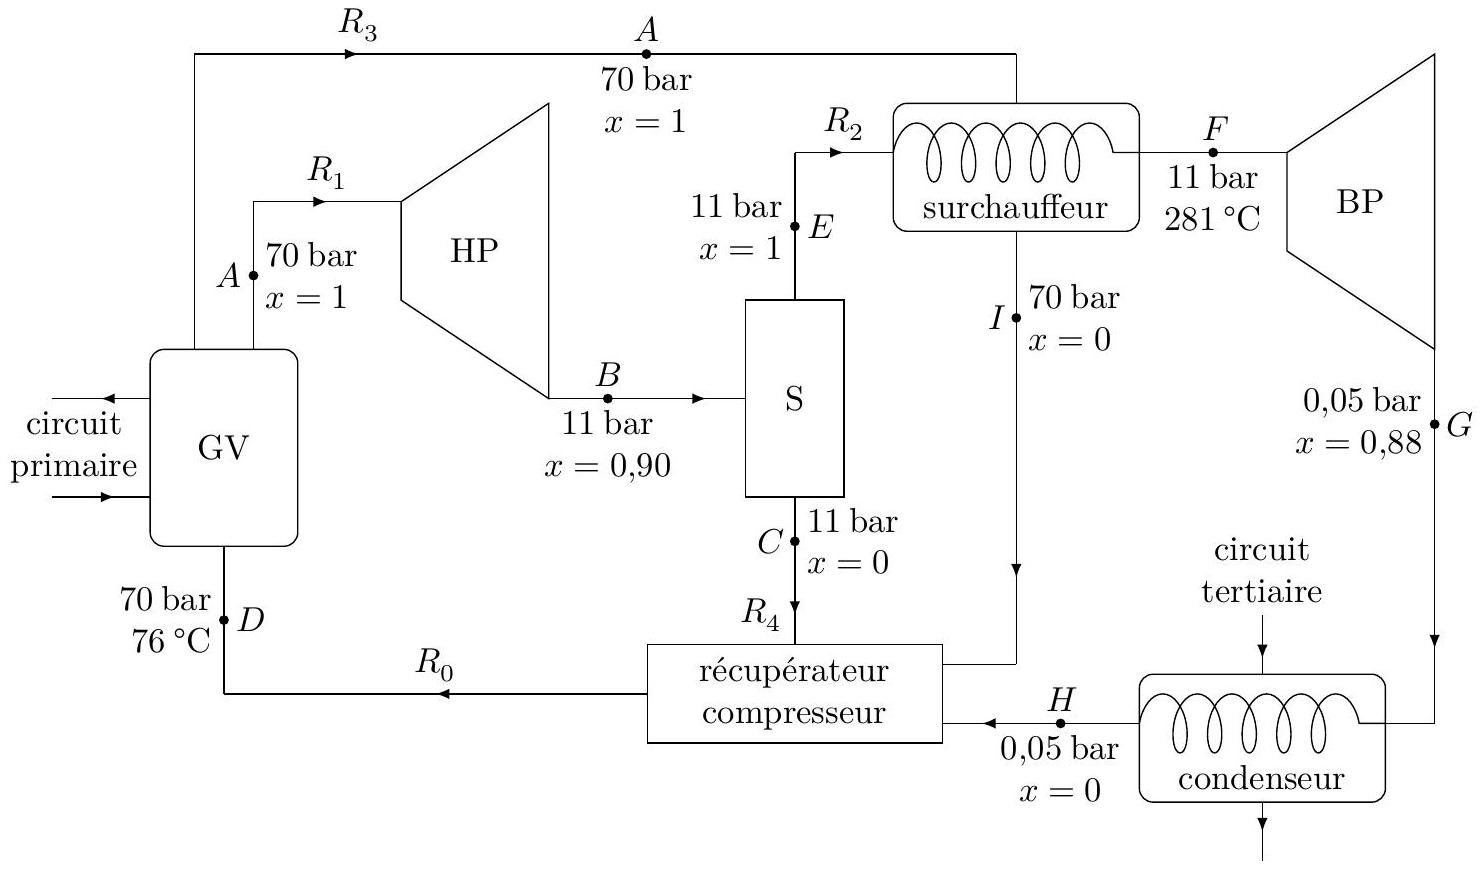 R₃
A
70 bar
x = 1
R₁
A
70 bar
x = 1
HP
R₂
11 bar
x = 1
E
surchauffeur
F
11 bar
281 °C
BP
I
70 bar
x = 0
B
11 bar
x = 0,90
S
0,05 bar
x = 0,88
G
circuit
primaire
GV
C
11 bar
x = 0
R₄
70 bar
76 °C
D
R₀
récupérateur
compresseur
circuit
tertiaire
H
0,05 bar
x = 0
condenseur